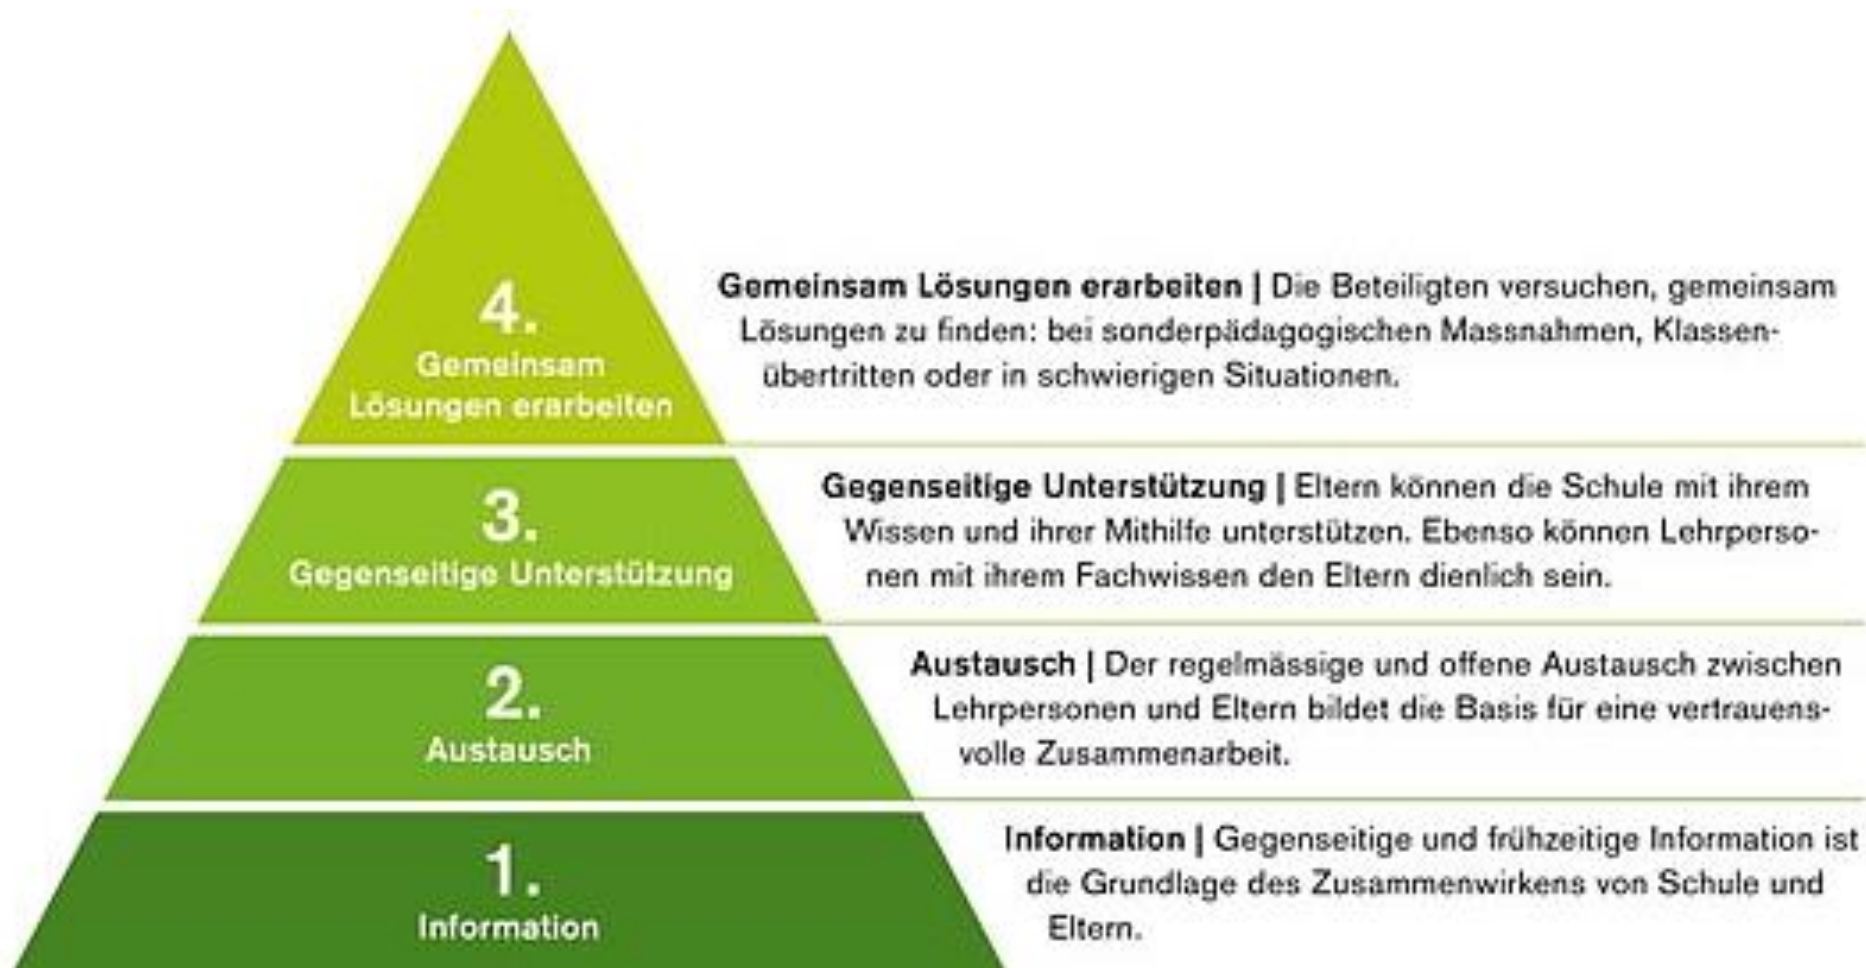 4.
Gemeinsam
Lösungen erarbeiten
Gemeinsam Lösungen erarbeiten | Die Beteiligten versuchen, gemeinsam
Lösungen zu finden: bei sonderpädagogischen Massnahmen, Klassen-
übertritten oder in schwierigen Situationen.
3.
Gegenseitige Unterstützung
Gegenseitige Unterstützung | Eltern können die Schule mit ihrem
Wissen und ihrer Mithilfe unterstützen. Ebenso können Lehrperso-
nen mit ihrem Fachwissen den Eltern dienlich sein.
2.
Austausch
Austausch | Der regelmässige und offene Austausch zwischen
Lehrpersonen und Eltern bildet die Basis für eine vertrauens-
volle Zusammenarbeit.
1.
Information
Information | Gegenseitige und frühzeitige Information ist
die Grundlage des Zusammenwirkens von Schule und
Eltern.